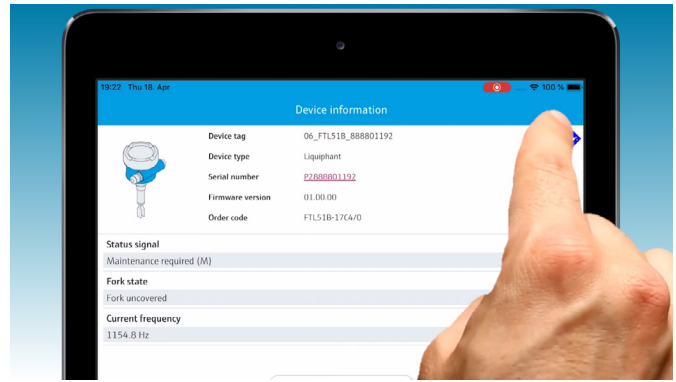 19:22 Thu 18. Apr
100 %
Device information
Device tag 06_FTL51B_888801192
Device type Liquiphant
Serial number P2888801192
Firmware version 01.00.00
Order code FTL51B-17C4/0
Status signal
Maintenance required (M)
Fork state
Fork uncovered
Current frequency
1154.8 Hz